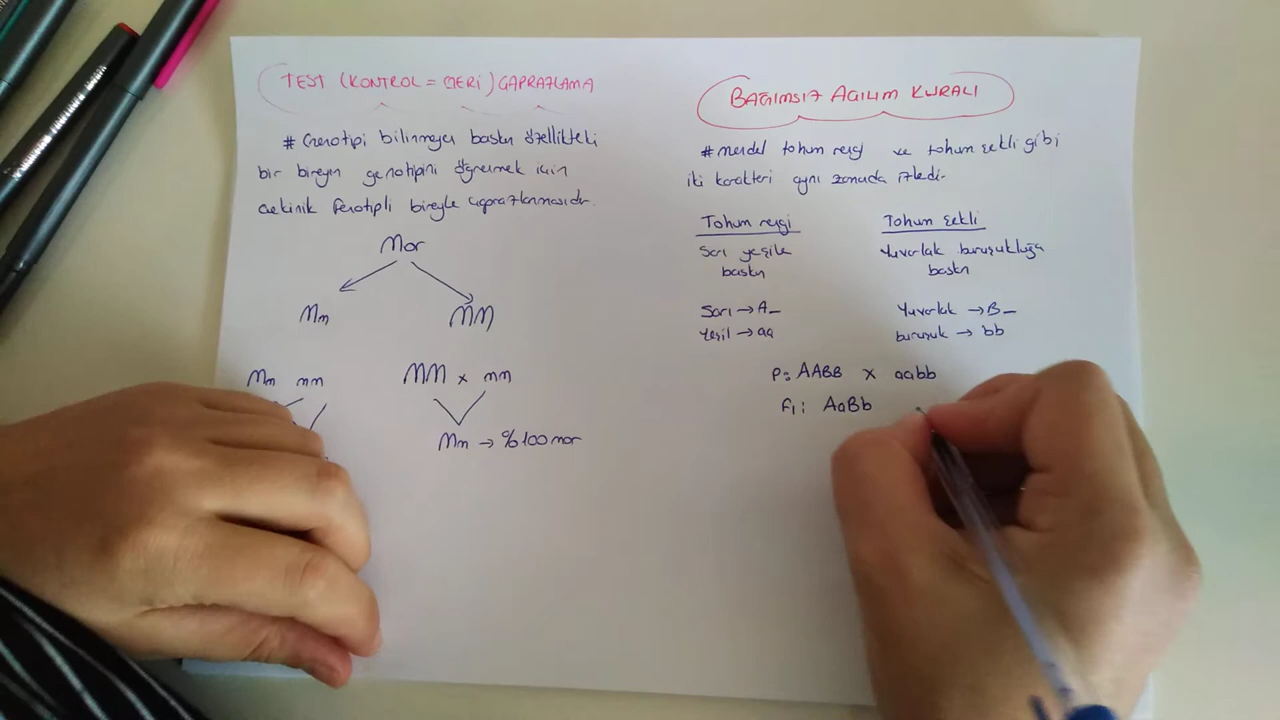 TEST (KONTROL = GERİ) ÇAPRAZLAMA
# Genotipi bilinmeyen baskın özellikteki
bir bireyin genotipini öğrenmek için
çekinik fenotipli bireyle çaprazlanmasıdır.
Mor
Mm MM
Mm mm
MM x mm
Mm → %100 mor
BAĞIMSIZ AÇILIM KURALI
# mendel tohum rengi ve tohum şekli gibi
iki karakteri aynı zamanda izledi.
Tohum rengi
Sarı yeşile
baskın
Sarı → A_
Yeşil → aa
Tohum şekli
Yuvarlak buruşukluğa
baskın
Yuvarlak → B_
buruşuk → bb
P: AABB x aabb
F1: AaBb